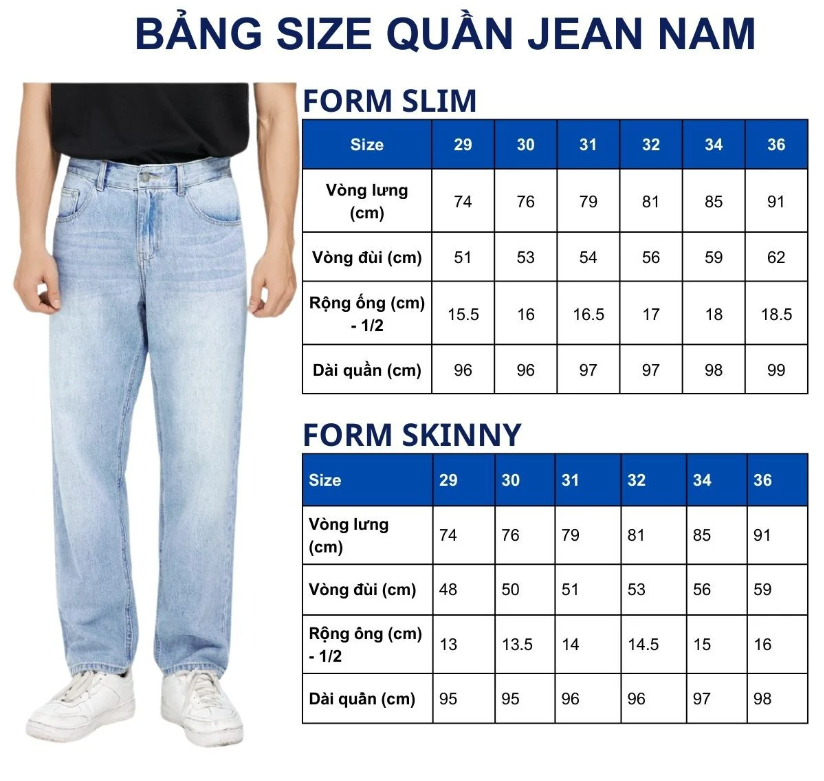 BẢNG SIZE QUẦN JEAN NAM
FORM SLIM
Size 29 30 31 32 34 36
Vòng lưng
(cm) 74 76 79 81 85 91
Vòng đùi (cm) 51 53 54 56 59 62
Rộng ống (cm)
- 1/2 15.5 16 16.5 17 18 18.5
Dài quần (cm) 96 96 97 97 98 99
FORM SKINNY
Size 29 30 31 32 34 36
Vòng lưng
(cm) 74 76 79 81 85 91
Vòng đùi (cm) 48 50 51 53 56 59
Rộng ông (cm)
- 1/2 13 13.5 14 14.5 15 16
Dài quần (cm) 95 95 96 96 97 98